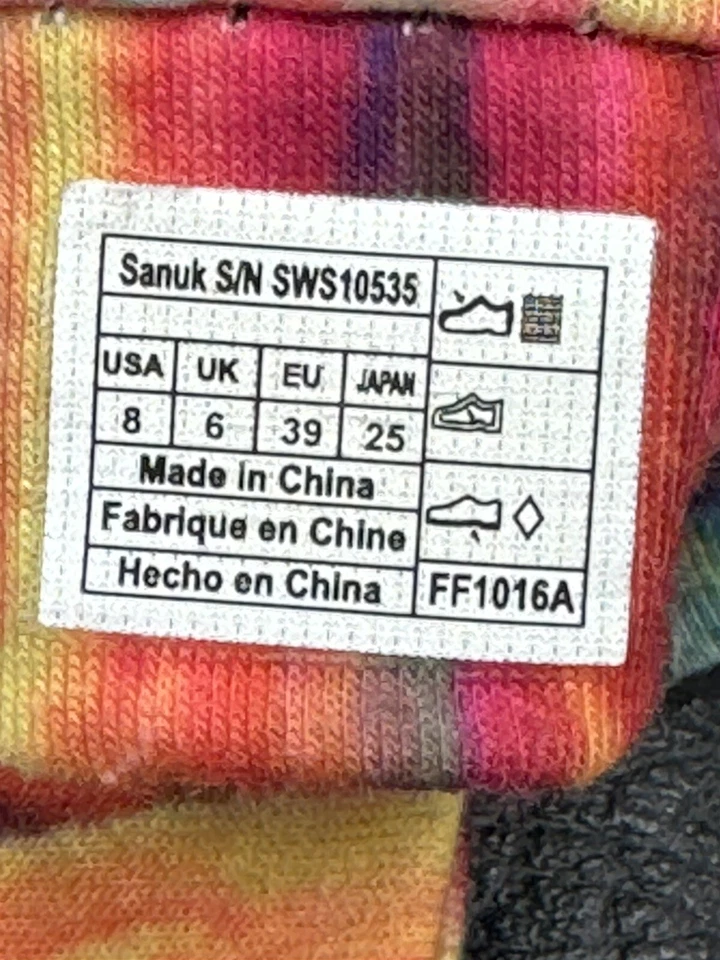 Sanuk S/N SWS10535
USA UK EU JAPAN
8 6 39 25
Made in China
Fabrique en Chine
Hecho en China
FF1016A